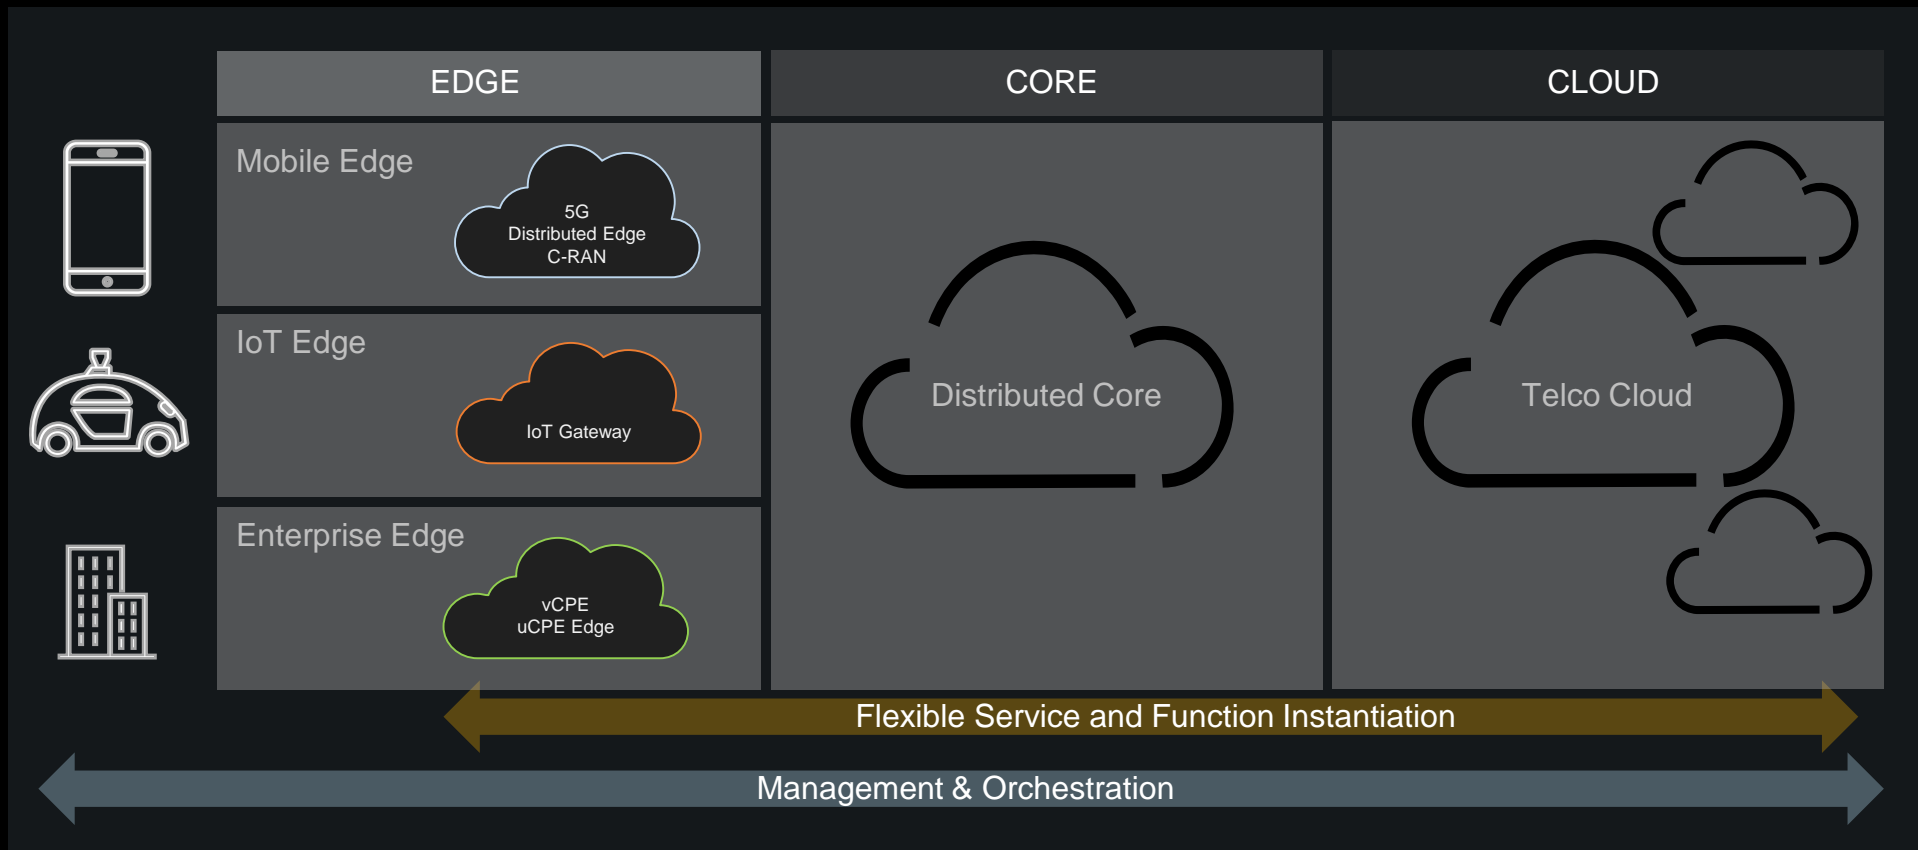 EDGE
CORE
CLOUD
Mobile Edge
5G
Distributed Edge
C-RAN
IoT Edge
IoT Gateway
Enterprise Edge
vCPE
uCPE Edge
Distributed Core
Telco Cloud
Flexible Service and Function Instantiation
Management & Orchestration